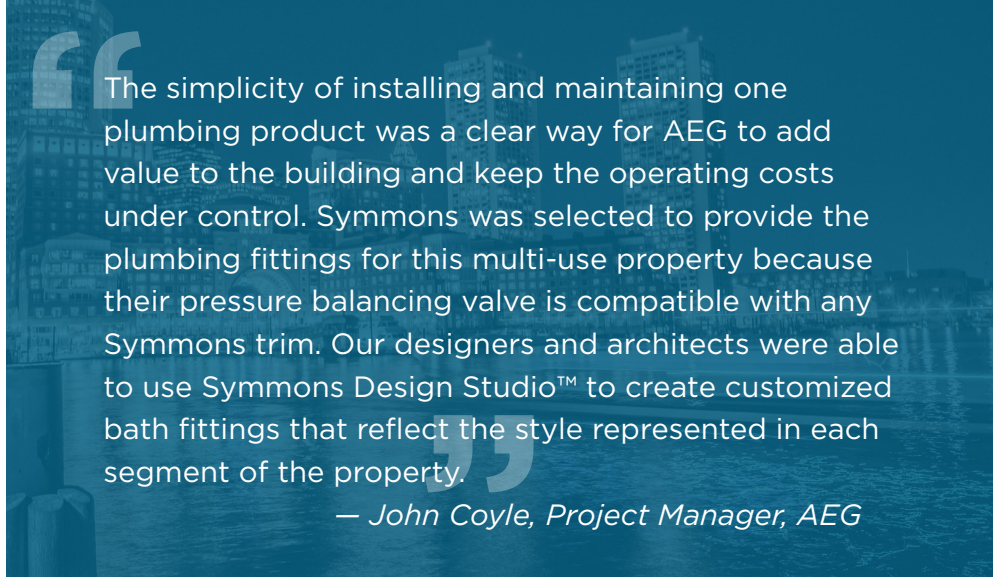 “
The simplicity of installing and maintaining one
plumbing product was a clear way for AEG to add
value to the building and keep the operating costs
under control. Symmons was selected to provide the
plumbing fittings for this multi-use property because
their pressure balancing valve is compatible with any
Symmons trim. Our designers and architects were able
to use Symmons Design Studio™ to create customized
bath fittings that reflect the style represented in each
segment of the property.
”
— John Coyle, Project Manager, AEG